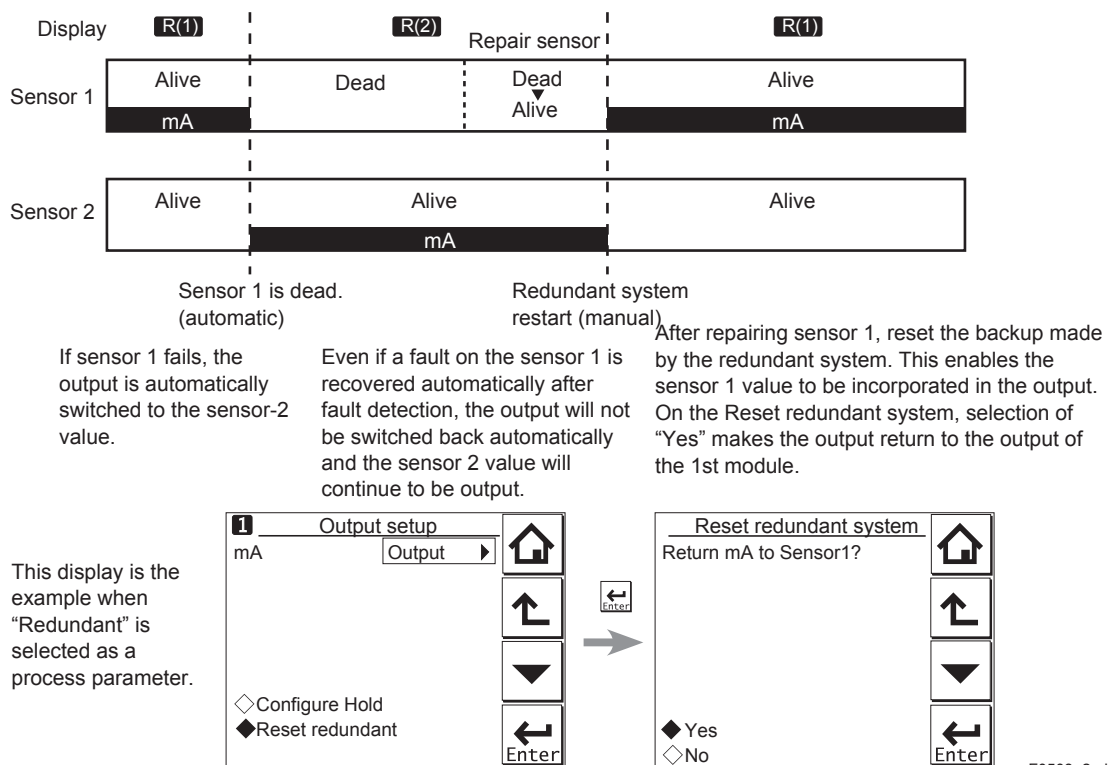 Display R(1) R(2) Repair sensor R(1)
Sensor 1 Alive Dead Dead Alive
Alive
mA mA
Sensor 2 Alive Alive Alive
mA
Sensor 1 is dead.
(automatic)
Redundant system
restart (manual)
If sensor 1 fails, the
output is automatically
switched to the sensor-2
value.
Even if a fault on the sensor 1 is
recovered automatically after
fault detection, the output will not
be switched back automatically
and the sensor 2 value will
continue to be output.
After repairing sensor 1, reset the backup made
by the redundant system. This enables the
sensor 1 value to be incorporated in the output.
On the Reset redundant system, selection of
“Yes” makes the output return to the output of
the 1st module.
This display is the
example when
“Redundant” is
selected as a
process parameter.
1 Output setup
mA Output
Configure Hold
Reset redundant
Enter
Enter
Reset redundant system
Return mA to Sensor1?
Yes
No
Enter